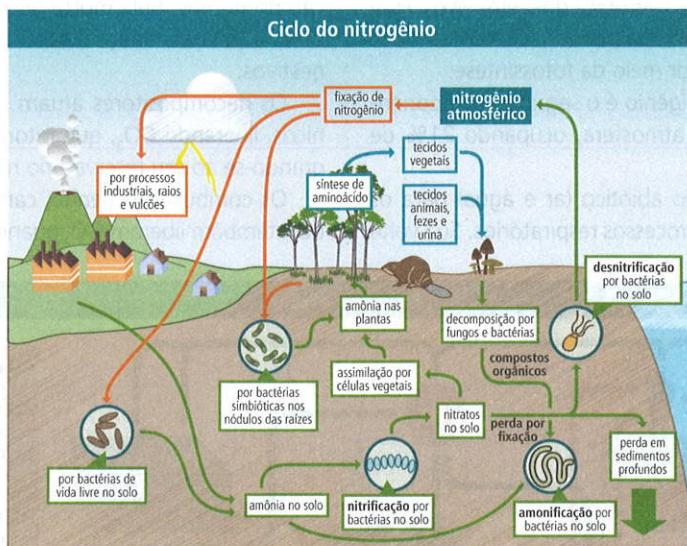 Ciclo do nitrogênio
fixação de
nitrogênio
nitrogênio
atmosférico
por processos
industriais, raios
e vulcões
síntese de
aminoácido
tecidos
vegetais
tecidos
animais,
fezes e
urina
desnitrificação
por bactérias
no solo
amônia nas
plantas
decomposição por
fungos e bactérias
compostos
orgânicos
por bactérias
simbióticas nos
nódulos das raízes
assimilação por
células vegetais
nitratos
no solo
perda por
fixação
perda em
sedimentos
profundos
por bactérias de
vida livre no solo
amônia no solo
nitrificação por
bactérias no solo
amonificação por
bactérias no solo